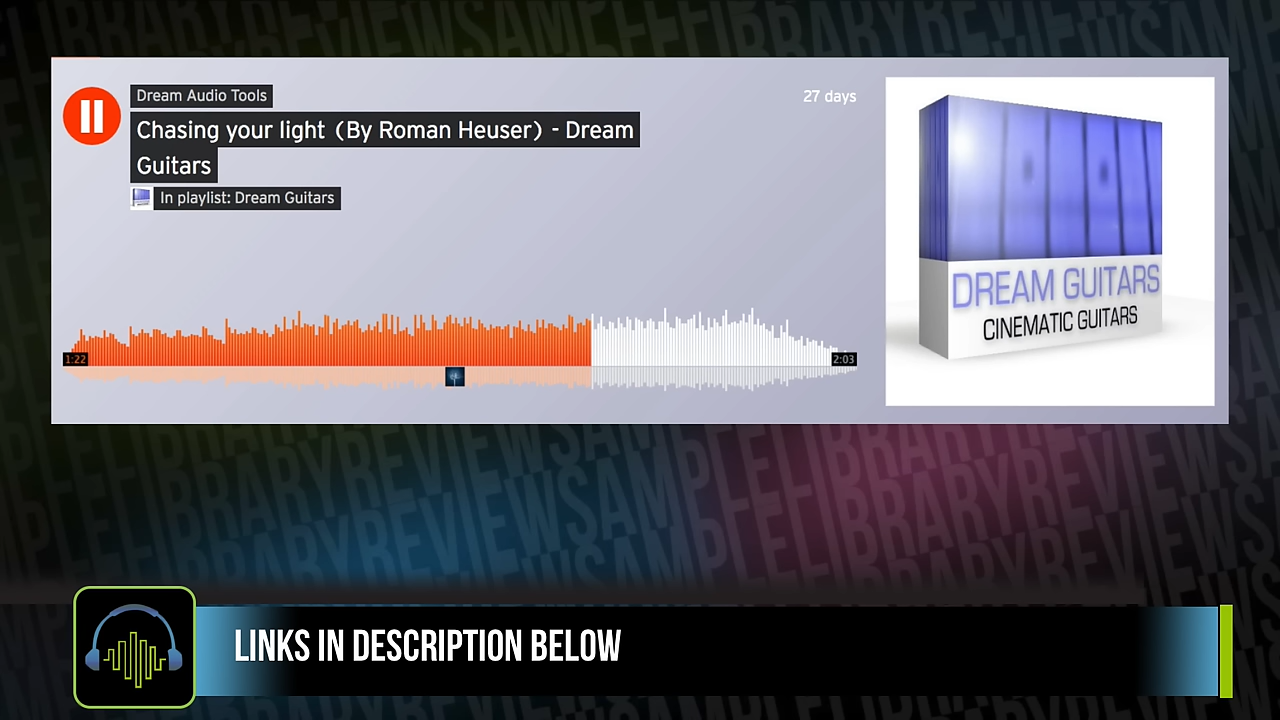 Dream Audio Tools
27 days
Chasing your light (By Roman Heuser) - Dream
Guitars
In playlist: Dream Guitars
1:22
2:03
DREAM GUITARS
CINEMATIC GUITARS
SAMPLELIBRARYREVIEW
LINKS IN DESCRIPTION BELOW